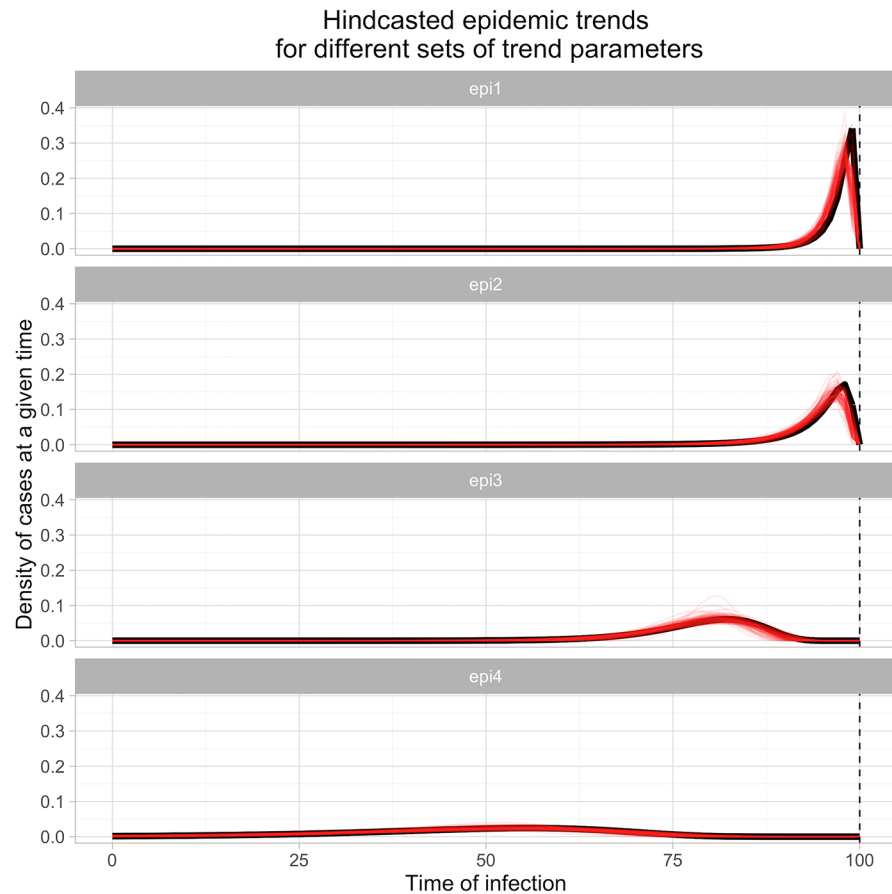 Hindcasted epidemic trends
for different sets of trend parameters
epi1
0.4
0.3
0.2
0.1
0.0
epi2
0.4
0.3
0.2
0.1
0.0
epi3
0.4
0.3
0.2
0.1
0.0
epi4
0.4
0.3
0.2
0.1
0.0
Density of cases at a given time
0 25 50 75 100
Time of infection